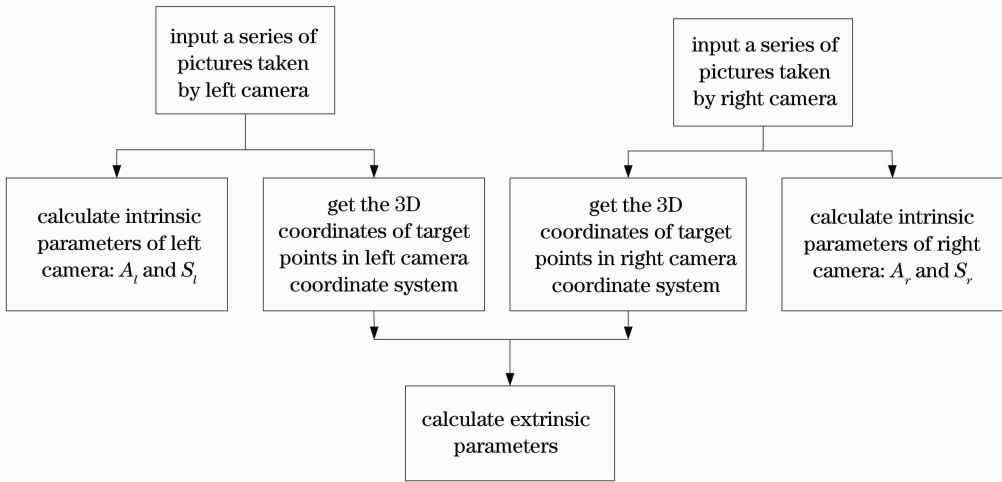 input a series of
pictures taken
by left camera
input a series of
pictures taken
by right camera
calculate intrinsic
parameters of left
camera: A_l and S_l
get the 3D
coordinates of target
points in left camera
coordinate system
get the 3D
coordinates of target
points in right camera
coordinate system
calculate intrinsic
parameters of right
camera: A_r and S_r
calculate extrinsic
parameters